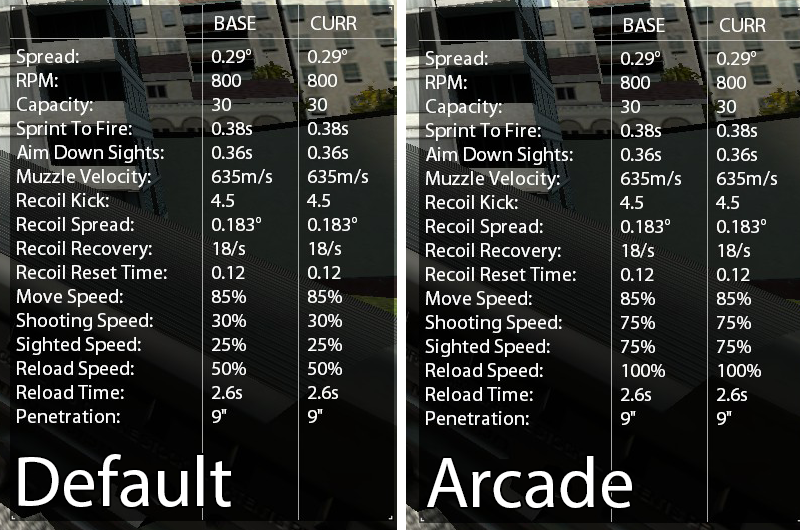 BASE CURR
Spread: 0.29° 0.29°
RPM: 800 800
Capacity: 30 30
Sprint To Fire: 0.38s 0.38s
Aim Down Sights: 0.36s 0.36s
Muzzle Velocity: 635m/s 635m/s
Recoil Kick: 4.5 4.5
Recoil Spread: 0.183° 0.183°
Recoil Recovery: 18/s 18/s
Recoil Reset Time: 0.12 0.12
Move Speed: 85% 85%
Shooting Speed: 30% 30%
Sighted Speed: 25% 25%
Reload Speed: 50% 50%
Reload Time: 2.6s 2.6s
Penetration: 9" 9"
Default
BASE CURR
Spread: 0.29° 0.29°
RPM: 800 800
Capacity: 30 30
Sprint To Fire: 0.38s 0.38s
Aim Down Sights: 0.36s 0.36s
Muzzle Velocity: 635m/s 635m/s
Recoil Kick: 4.5 4.5
Recoil Spread: 0.183° 0.183°
Recoil Recovery: 18/s 18/s
Recoil Reset Time: 0.12 0.12
Move Speed: 85% 85%
Shooting Speed: 75% 75%
Sighted Speed: 75% 75%
Reload Speed: 100% 100%
Reload Time: 2.6s 2.6s
Penetration: 9" 9"
Arcade